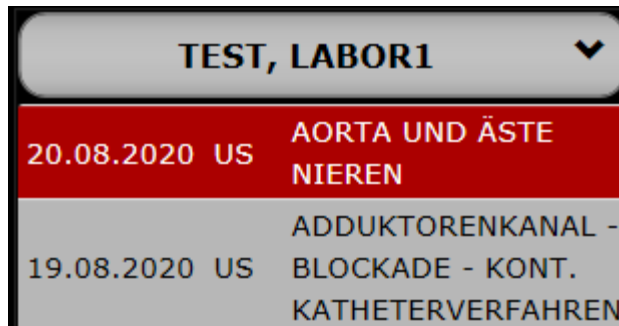 TEST, LABOR1
20.08.2020 US AORTA UND ÄSTE
NIEREN
19.08.2020 US ADDUKTORENKANAL -
BLOCKADE - KONT.
KATHETERVERFAHREN